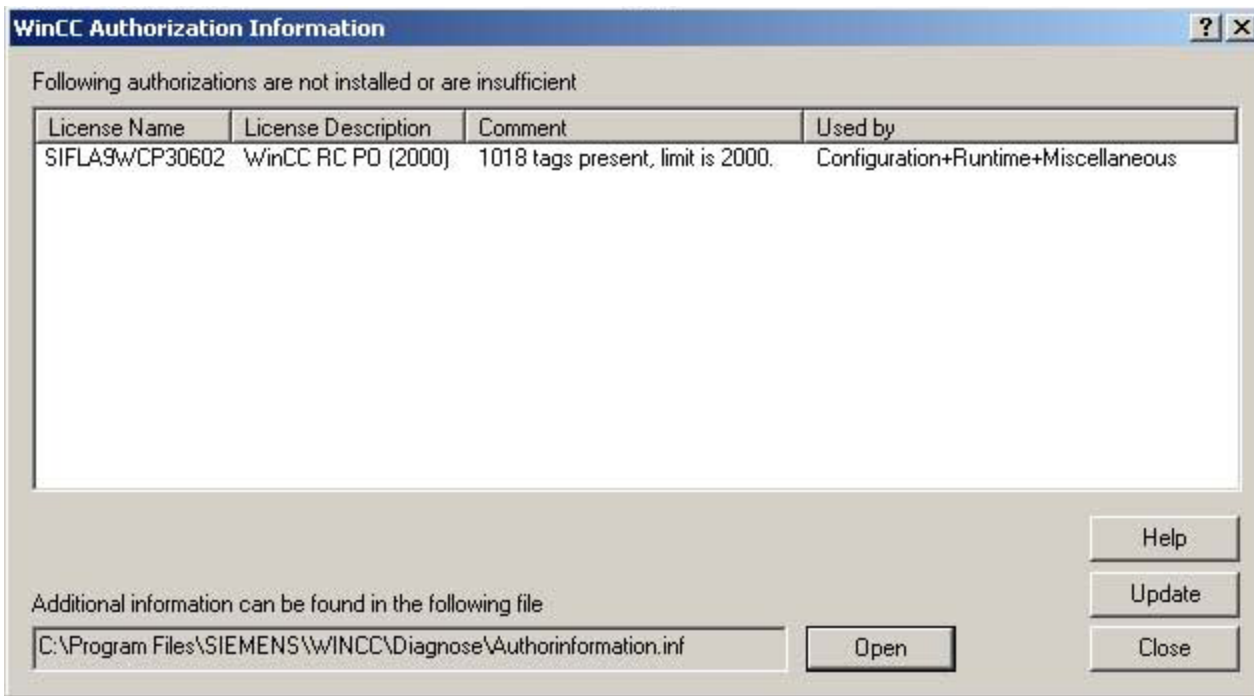 WinCC Authorization Information
Following authorizations are not installed or are insufficient
License Name License Description Comment Used by
SIFLA9WCP30602 WinCC RC PO (2000) 1018 tags present, limit is 2000. Configuration+Runtime+Miscellaneous
Help
Update
Additional information can be found in the following file
C:\Program Files\SIEMENS\WINCC\Diagnose\Authorinformation.inf Open Close